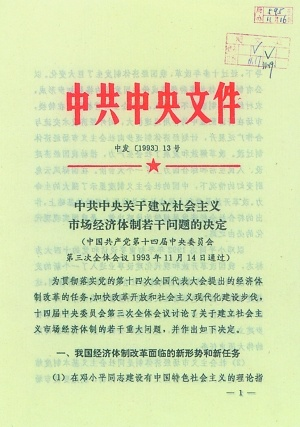 中共中央文件
中发〔1993〕13号
中共中央关于建立社会主义
市场经济体制若干问题的决定
（中国共产党第十四届中央委员会
第三次全体会议1993年11月14日通过）
为贯彻落实党的第十四次全国代表大会提出的经济体
制改革的任务,加快改革开放和社会主义现代化建设步伐,
十四届中央委员会第三次全体会议讨论了关于建立社会主
义市场经济体制的若干重大问题，并作出如下决定。
一、我国经济体制改革面临的新形势和新任务
（1）在邓小平同志建设有中国特色社会主义的理论指
— 1 —